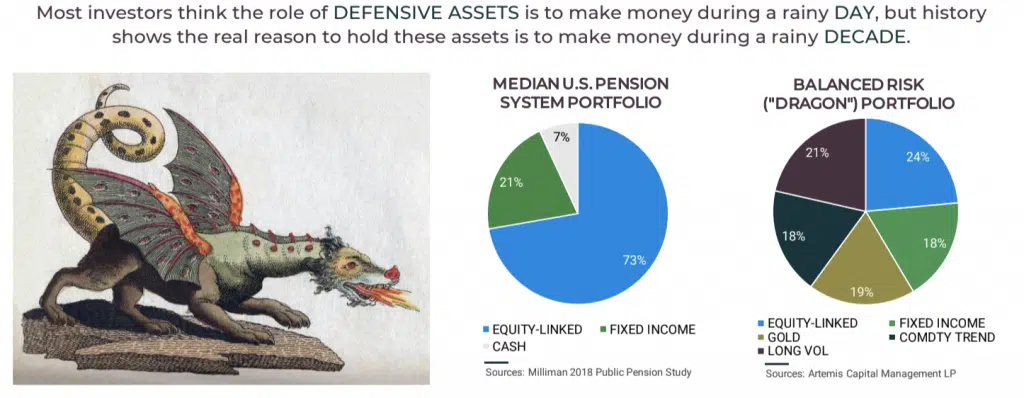 Most investors think the role of DEFENSIVE ASSETS is to make money during a rainy DAY, but history
shows the real reason to hold these assets is to make money during a rainy DECADE.
MEDIAN U.S. PENSION
SYSTEM PORTFOLIO
7%
21%
73%
EQUITY-LINKED FIXED INCOME
CASH
Sources: Milliman 2018 Public Pension Study
BALANCED RISK
("DRAGON") PORTFOLIO
21%
24%
18%
18%
19%
EQUITY-LINKED FIXED INCOME
GOLD COMDTY TREND
LONG VOL
Sources: Artemis Capital Management LP